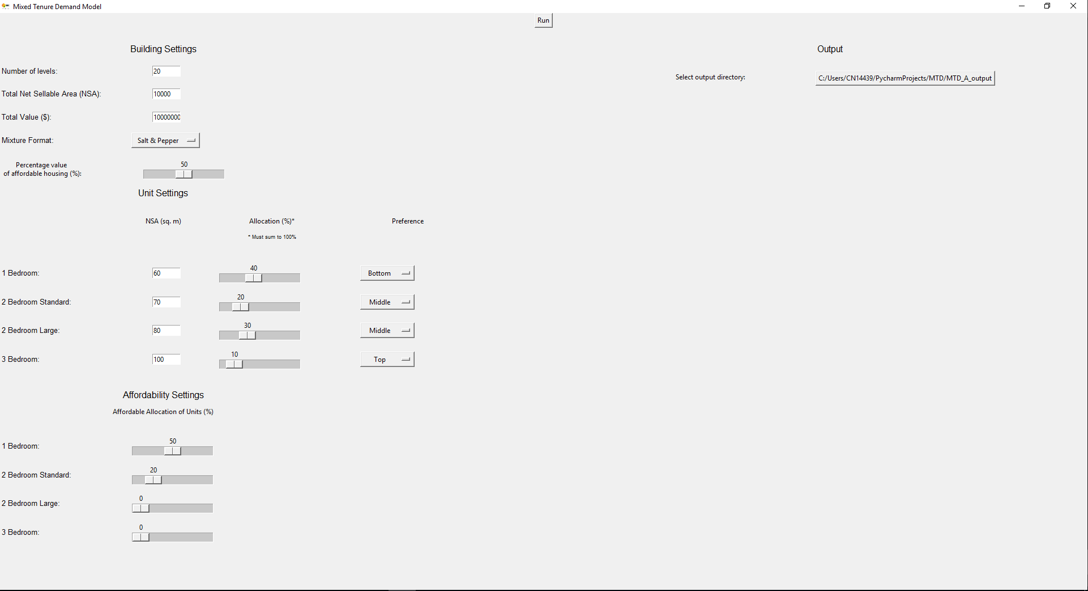 Mixed Tenure Demand Model
Run
Building Settings
Output
Number of levels: 20
Select output directory: C:/Users/CN14439/PycharmProjects/MTD/MTD_A_output
Total Net Sellable Area (NSA): 10000
Total Value ($): 10000000
Mixture Format: Salt & Pepper
Percentage value
of affordable housing (%): 50
Unit Settings
NSA (sq. m) Allocation (%)* Preference
* Must sum to 100%
1 Bedroom: 60 40 Bottom
2 Bedroom Standard: 70 20 Middle
2 Bedroom Large: 80 30 Middle
3 Bedroom: 100 10 Top
Affordability Settings
Affordable Allocation of Units (%)
1 Bedroom: 50
2 Bedroom Standard: 20
2 Bedroom Large: 0
3 Bedroom: 0